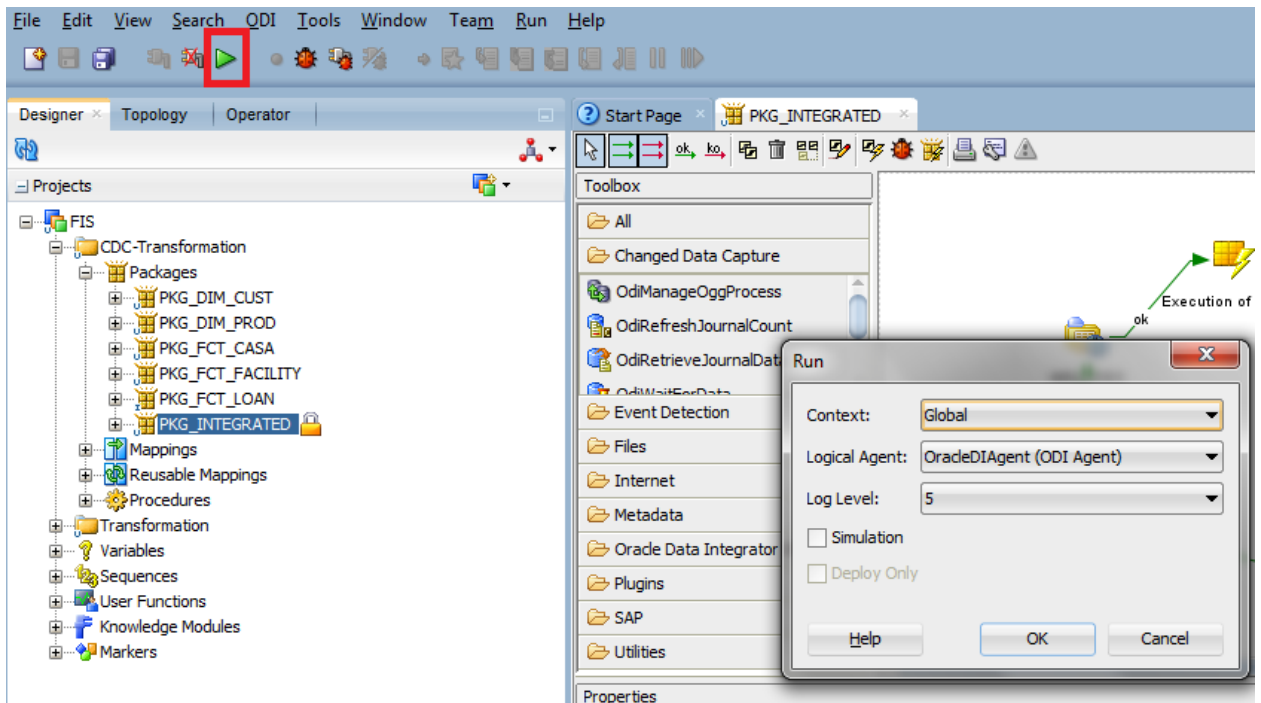 File Edit View Search ODI Tools Window Team Run Help
Designer Topology Operator
Start Page PKG_INTEGRATED
ok ko
Projects
FIS
CDC-Transformation
Packages
PKG_DIM_CUST
PKG_DIM_PROD
PKG_FCT_CASA
PKG_FCT_FACILITY
PKG_FCT_LOAN
PKG_INTEGRATED
Mappings
Reusable Mappings
Procedures
Transformation
Variables
Sequences
User Functions
Knowledge Modules
Markers
Toolbox
All
Changed Data Capture
OdiManageOggProcess
OdiRefreshJournalCount
OdiRetrieveJournalData
OdiWaitForData
Event Detection
Files
Internet
Metadata
Oracle Data Integrator
Plugins
SAP
Utilities
Properties
Execution of
ok
Run
Context: Global
Logical Agent: OracleDIAgent (ODI Agent)
Log Level: 5
Simulation
Deploy Only
Help OK Cancel